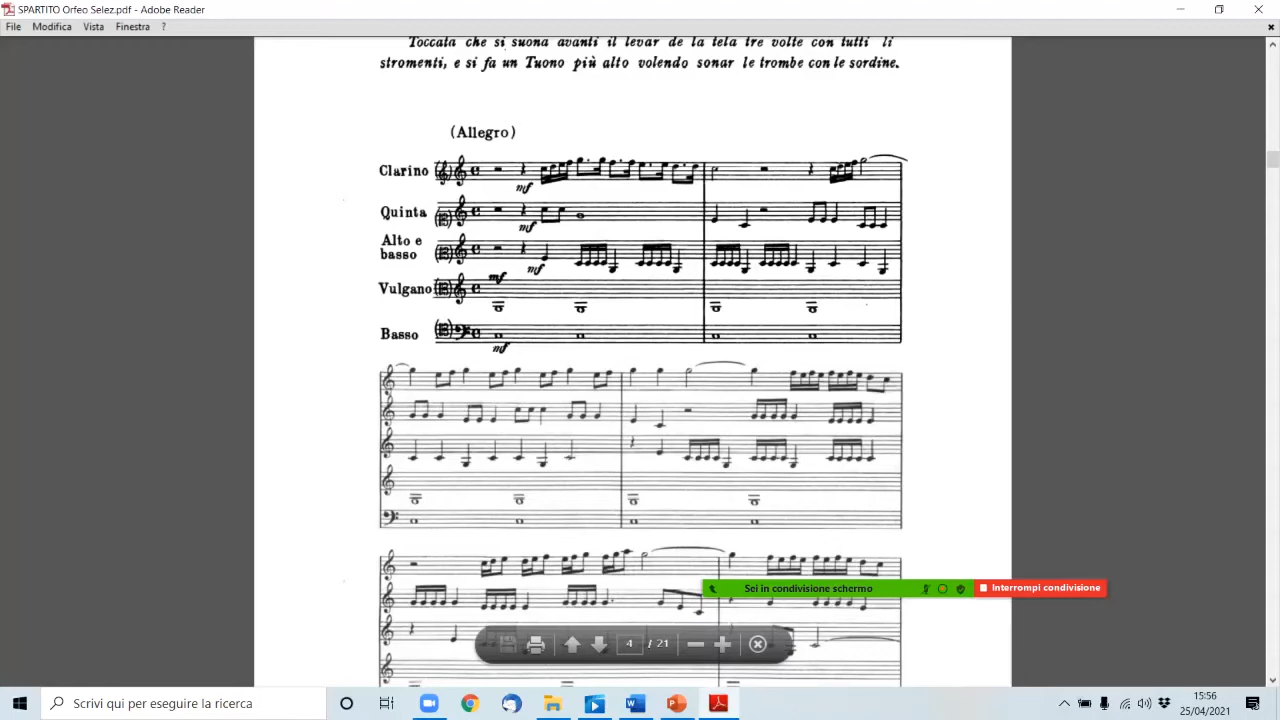 SPARTITO Orfeo Selez.pdf - Adobe Reader
File Modifica Vista Finestra ?
Toccata che si suona avanti il levar de la tela tre volte con tutti li
stromenti, e si fa un Tuono più alto volendo sonar le trombe con le sordine.
(Allegro)
Clarino
mf
Quinta
mf
Alto e
basso
mf
mf
Vulgano
Basso
mf
Sei in condivisione schermo Interrompi condivisione
4 / 21
Scrivi qui per eseguire la ricerca
15:56
25/04/2021